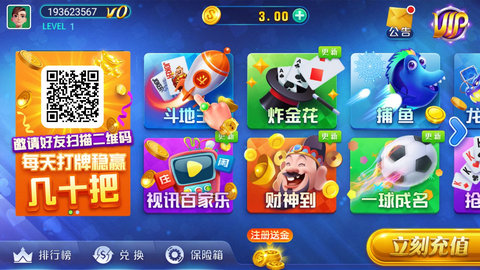 193623567 V0
LEVEL 1
3.00
公告
VIP
邀请好友扫描二维码
每天打牌稳赢
几十把
斗地主
炸金花
更新
捕鱼
龙
视讯百家乐
更新
庄
闲
财神到
更新
一球成名
更新
抢
排行榜
兑换
保险箱
注册送金
立刻充值